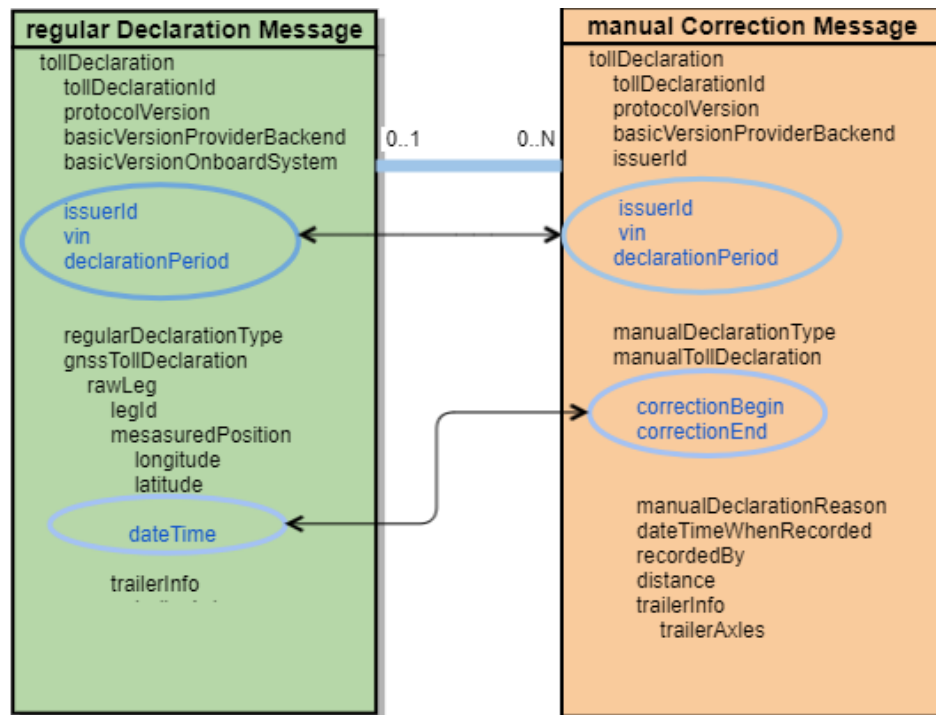 regular Declaration Message
tollDeclaration
tollDeclarationId
protocolVersion
basicVersionProviderBackend
basicVersionOnboardSystem
issuerId
vin
declarationPeriod
regularDeclarationType
gnssTollDeclaration
rawLeg
legId
mesasuredPosition
longitude
latitude
dateTime
trailerInfo
0..1
0..N
manual Correction Message
tollDeclaration
tollDeclarationId
protocolVersion
basicVersionProviderBackend
issuerId
issuerId
vin
declarationPeriod
manualDeclarationType
manualTollDeclaration
correctionBegin
correctionEnd
manualDeclarationReason
dateTimeWhenRecorded
recordedBy
distance
trailerInfo
trailerAxles